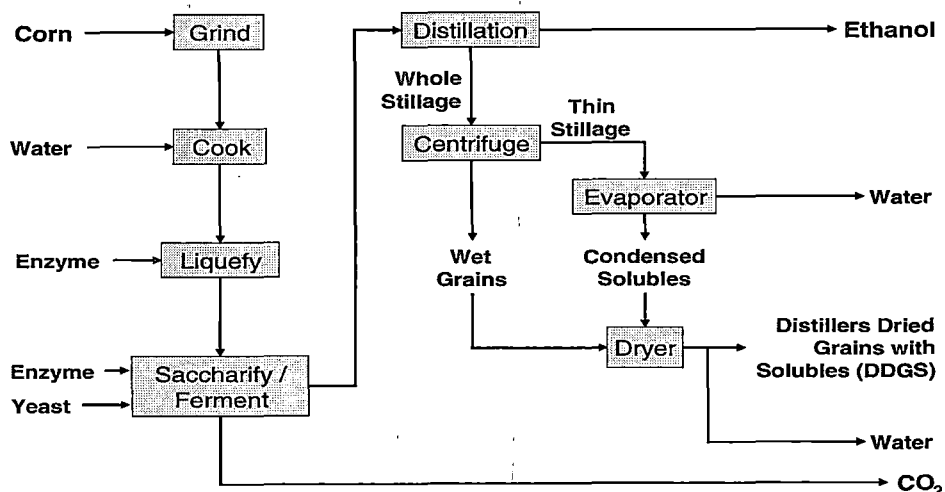 Corn
Grind
Distillation
Ethanol
Whole
Stillage
Thin
Stillage
Water
Cook
Centrifuge
Evaporator
Water
Enzyme
Liquefy
Wet
Grains
Condensed
Solubles
Distillers Dried
Grains with
Solubles (DDGS)
Dryer
Enzyme
Yeast
Saccharify /
Ferment
Water
CO₂